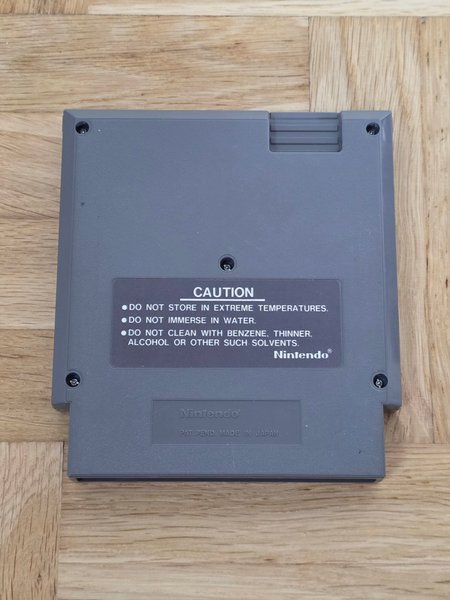 CAUTION
● DO NOT STORE IN EXTREME TEMPERATURES.
● DO NOT IMMERSE IN WATER.
● DO NOT CLEAN WITH BENZENE, THINNER,
ALCOHOL OR OTHER SUCH SOLVENTS.
Nintendo®
Nintendo®
PAT. PEND. MADE IN JAPAN